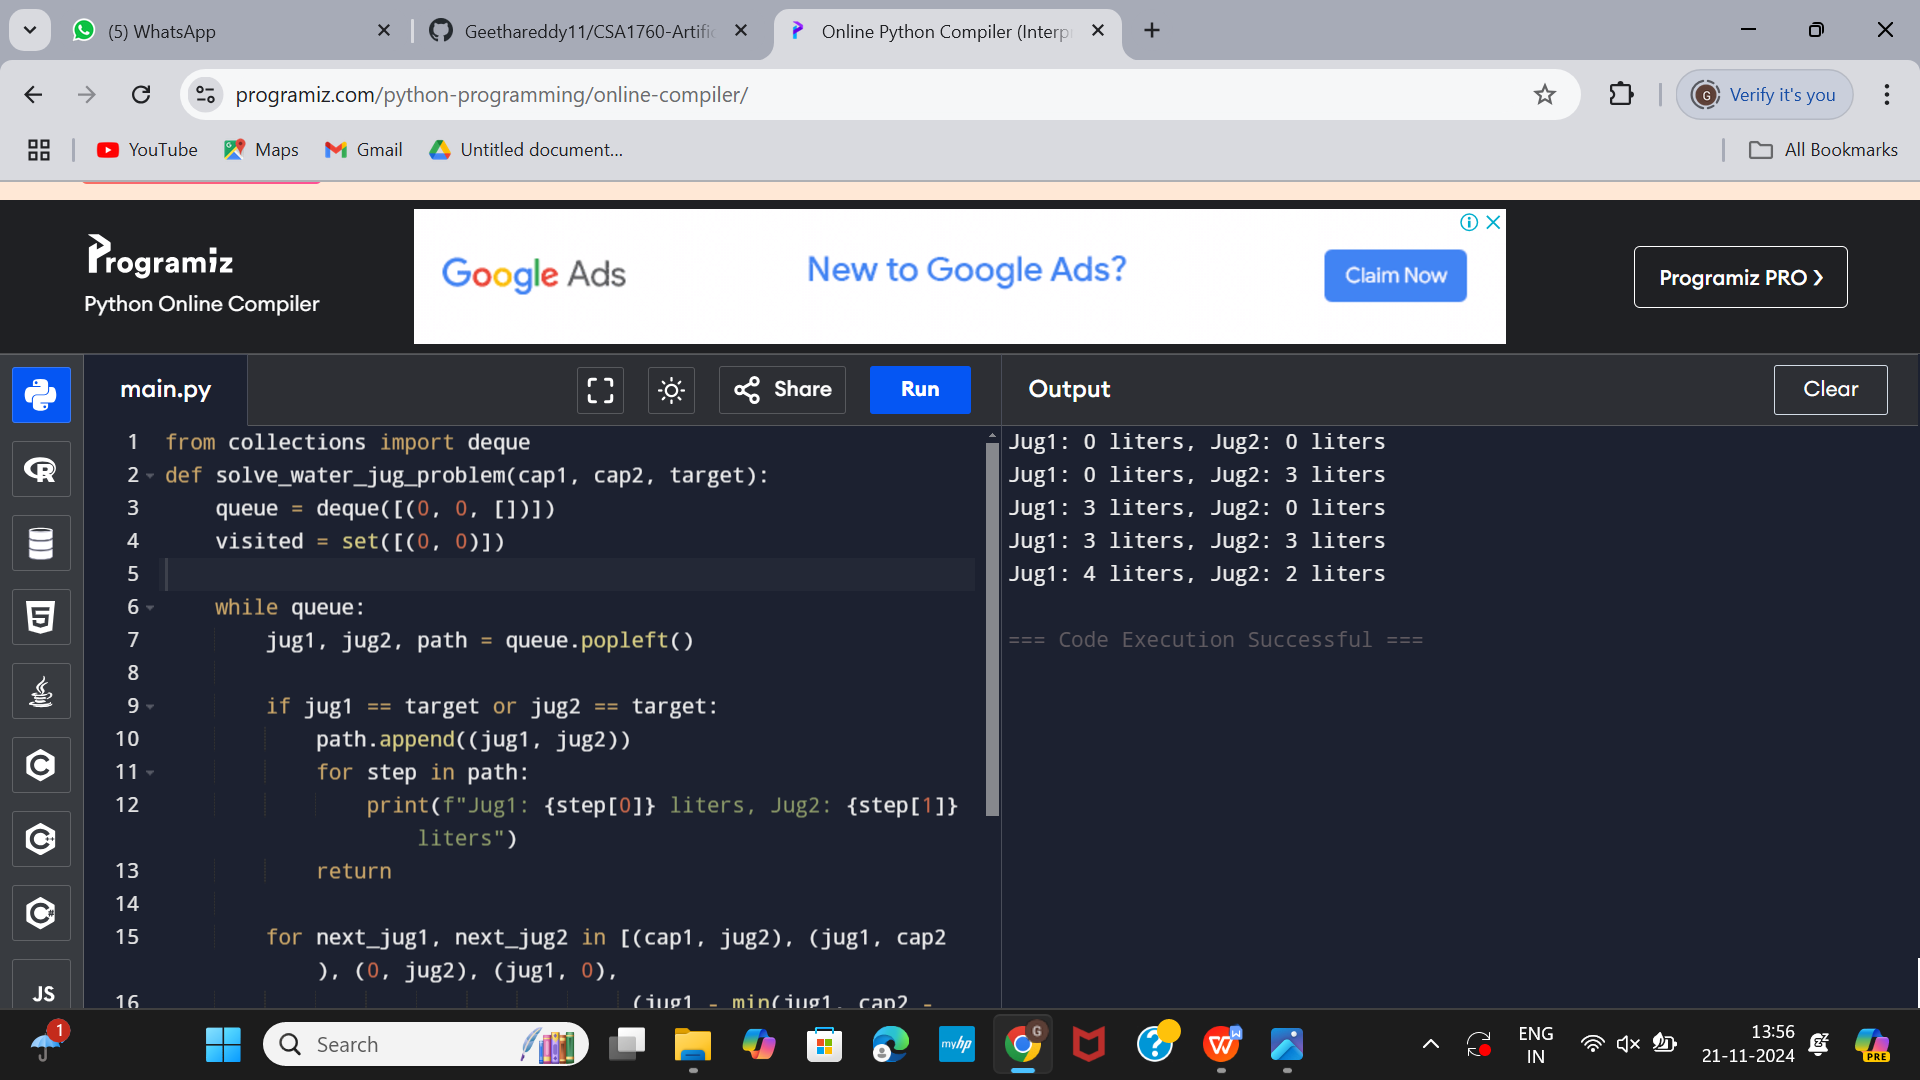 (5) WhatsApp
Geethareddy11/CSA1760-Artific
Online Python Compiler (Interp
programiz.com/python-programming/online-compiler/
G
Verify it's you
YouTube
Maps
Gmail
Untitled document...
All Bookmarks
Programiz
Python Online Compiler
Google Ads
New to Google Ads?
Claim Now
Programiz PRO ❯
main.py
Share
Run
Output
Clear
1 from collections import deque
2 def solve_water_jug_problem(cap1, cap2, target):
3 queue = deque([(0, 0, [])])
4 visited = set([(0, 0)])
5
6 while queue:
7 jug1, jug2, path = queue.popleft()
8
9 if jug1 == target or jug2 == target:
10 path.append((jug1, jug2))
11 for step in path:
12 print(f"Jug1: {step[0]} liters, Jug2: {step[1]}
liters")
13 return
14
15 for next_jug1, next_jug2 in [(cap1, jug2), (jug1, cap2
), (0, jug2), (jug1, 0),
16 (jug1 - min(jug1, cap2 -
Jug1: 0 liters, Jug2: 0 liters
Jug1: 0 liters, Jug2: 3 liters
Jug1: 3 liters, Jug2: 0 liters
Jug1: 3 liters, Jug2: 3 liters
Jug1: 4 liters, Jug2: 2 liters
=== Code Execution Successful ===
R
5
C
C++
C#
JS
1
Search
myhp
G
?
W
ENG
IN
13:56
21-11-2024
PRE